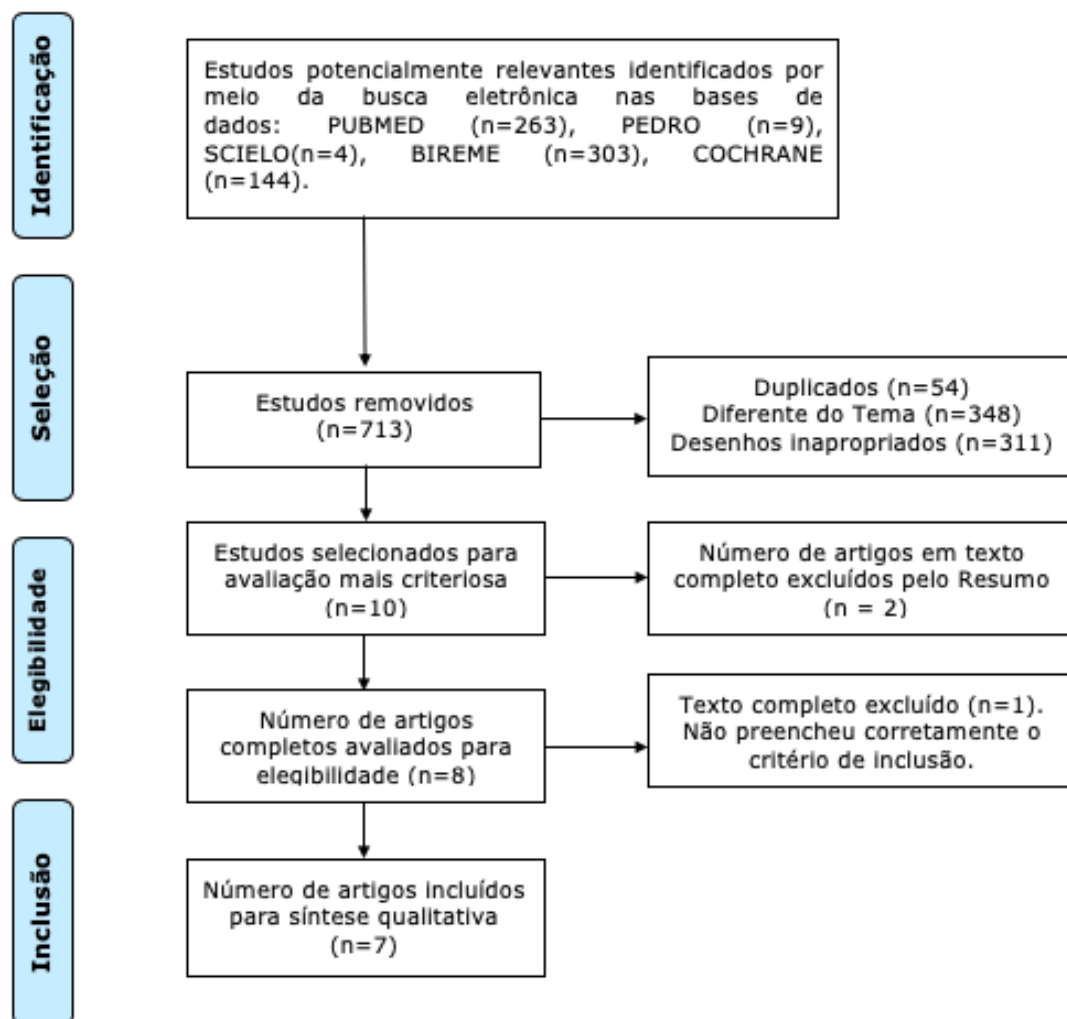 Identificação
Estudos potencialmente relevantes identificados por
meio da busca eletrônica nas bases de
dados: PUBMED (n=263), PEDRO (n=9),
SCIELO(n=4), BIREME (n=303), COCHRANE
(n=144).
Seleção
Estudos removidos
(n=713)
Duplicados (n=54)
Diferente do Tema (n=348)
Desenhos inapropriados (n=311)
Elegibilidade
Estudos selecionados para
avaliação mais criteriosa
(n=10)
Número de artigos em texto
completo excluídos pelo Resumo
(n = 2)
Número de artigos
completos avaliados para
elegibilidade (n=8)
Texto completo excluído (n=1).
Não preencheu corretamente o
critério de inclusão.
Inclusão
Número de artigos incluídos
para síntese qualitativa
(n=7)